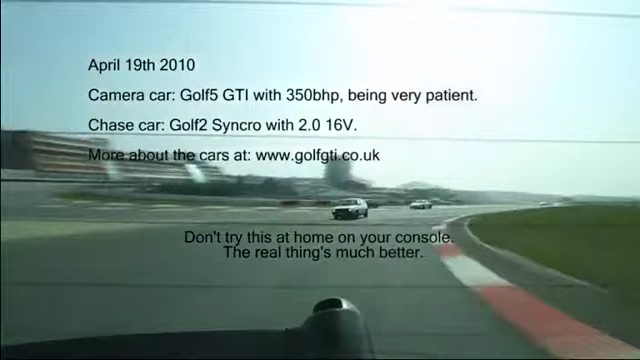 April 19th 2010
Camera car: Golf5 GTI with 350bhp, being very patient.
Chase car: Golf2 Syncro with 2.0 16V.
More about the cars at: www.golfgti.co.uk
Don't try this at home on your console.
The real thing's much better.